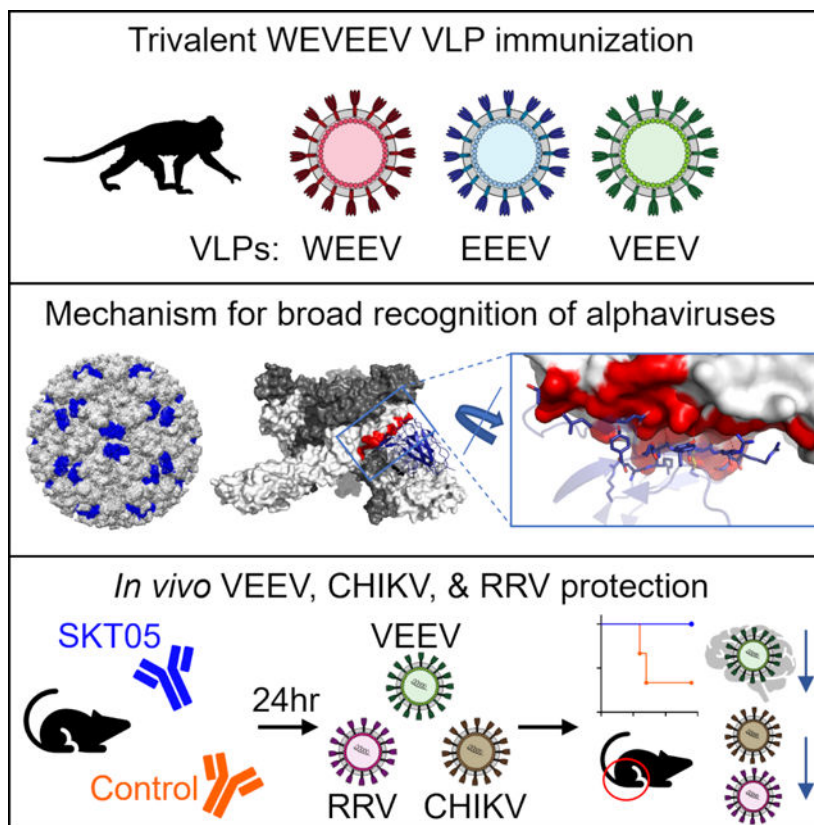 Trivalent WEVEEV VLP immunization
VLPs: WEEV EEEV VEEV
Mechanism for broad recognition of alphaviruses
In vivo VEEV, CHIKV, & RRV protection
SKT05
VEEV
24hr
Control
RRV
CHIKV